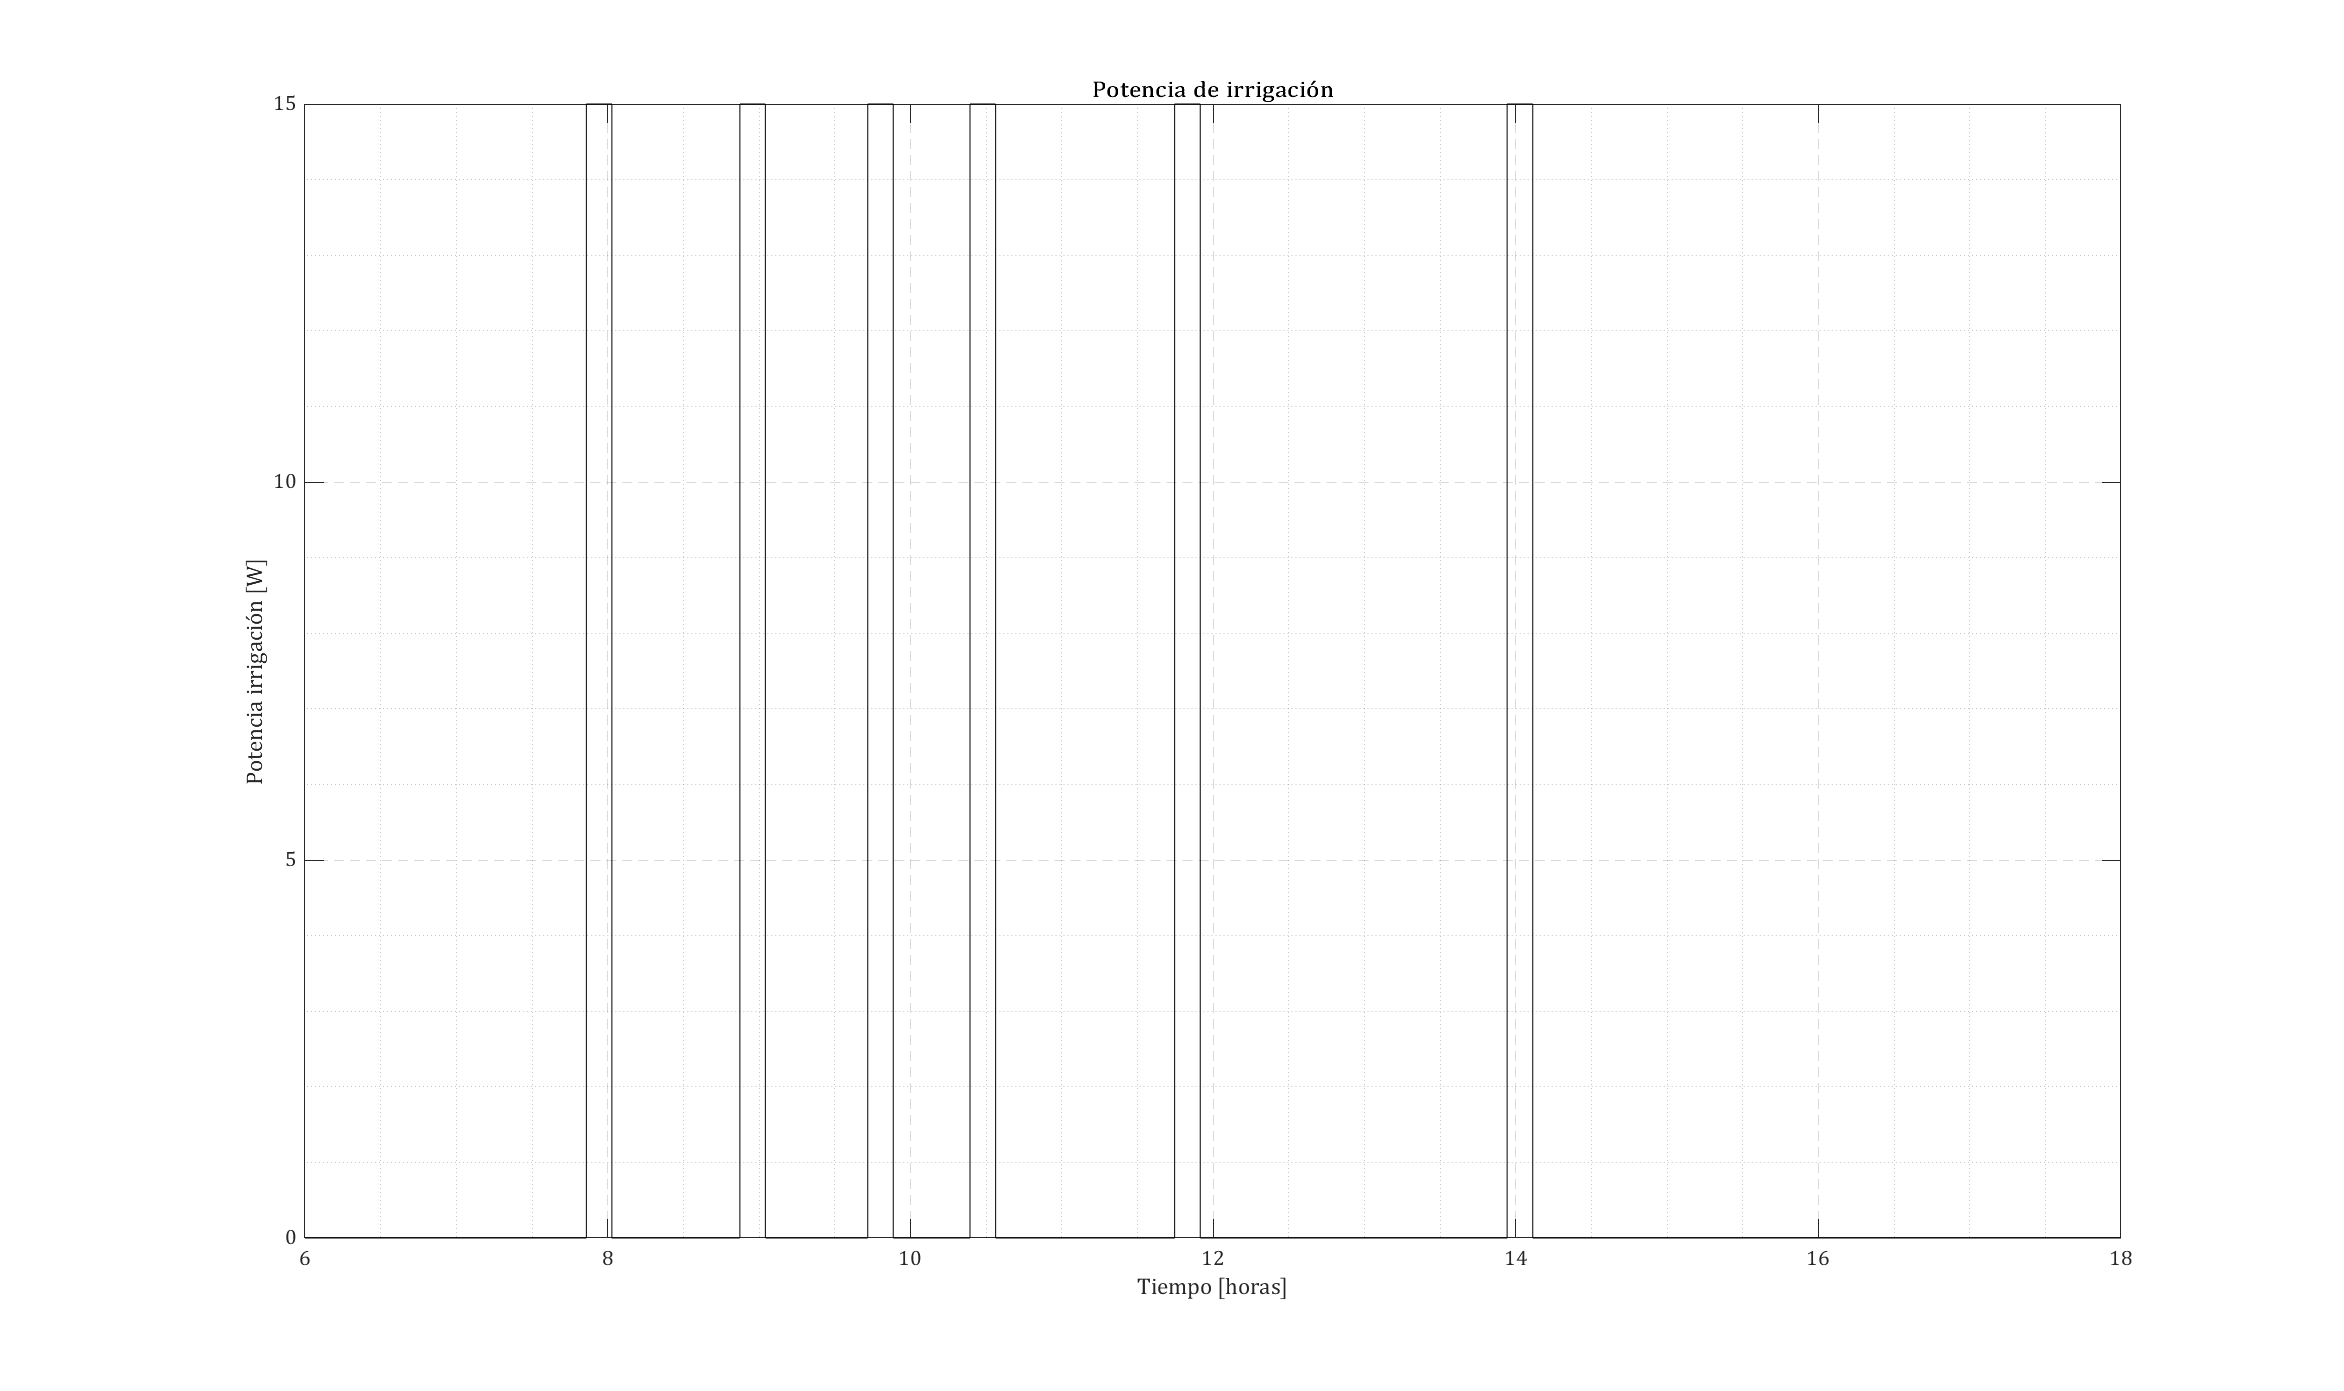 Potencia de irrigación
15
10
5
0
Potencia irrigación [W]
6 8 10 12 14 16 18
Tiempo [horas]